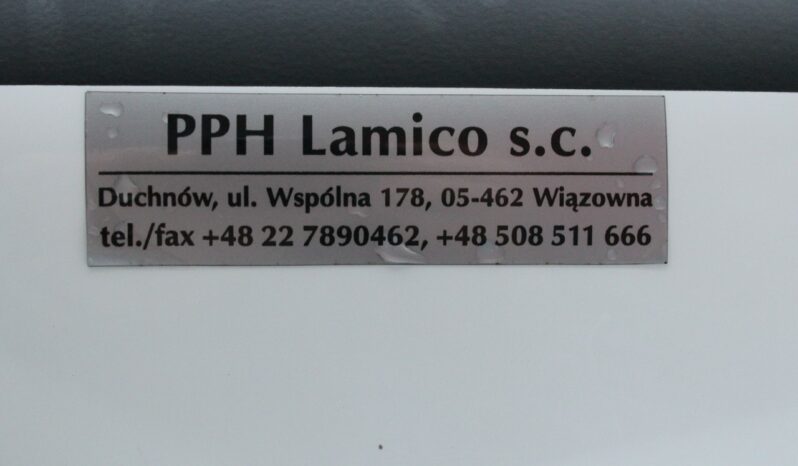 PPH Lamico s.c.
Duchnów, ul. Wspólna 178, 05-462 Wiązowna
tel./fax +48 22 7890462, +48 508 511 666